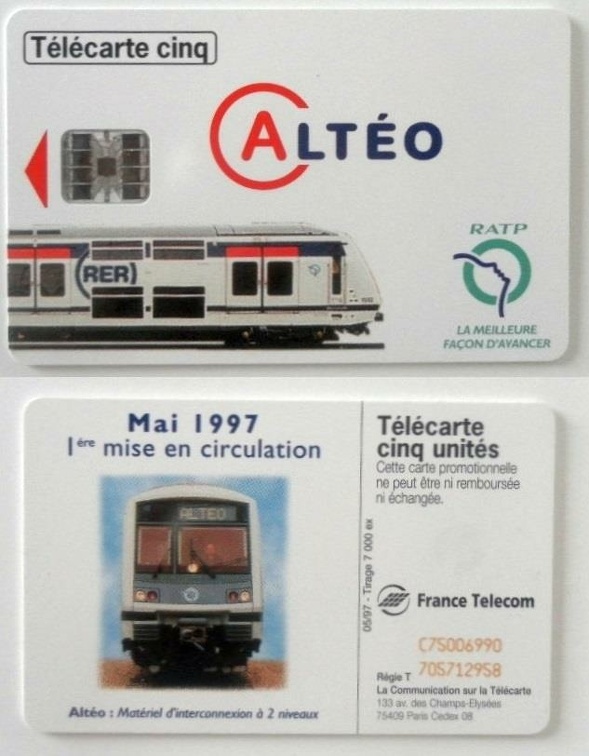 Télécarte cinq
ALTÉO
RER
RATP
LA MEILLEURE
FAÇON D'AVANCER
Mai 1997
1ère mise en circulation
ALTEO
Altéo : Matériel d'interconnexion à 2 niveaux
05/97 - Tirage 7 000 ex
Télécarte
cinq unités
Cette carte promotionnelle
ne peut être ni remboursée
ni échangée.
France Telecom
C75006990
705712958
Régie T
La Communication sur la Télécarte
133 av. des Champs-Elysées
75409 Paris Cedex 08